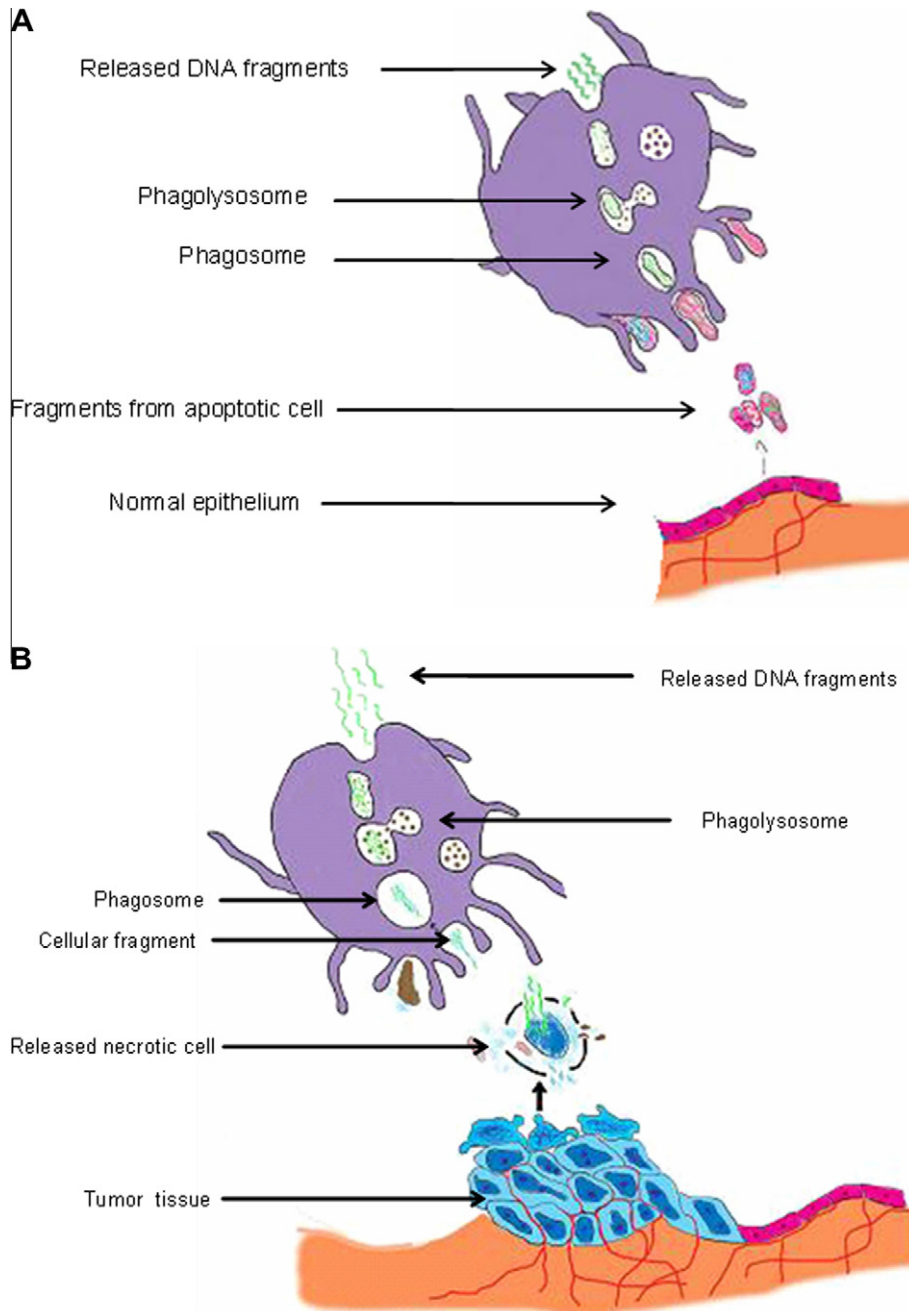 A
Released DNA fragments
Phagolysosome
Phagosome
Fragments from apoptotic cell
Normal epithelium
B
Released DNA fragments
Phagolysosome
Phagosome
Cellular fragment
Released necrotic cell
Tumor tissue